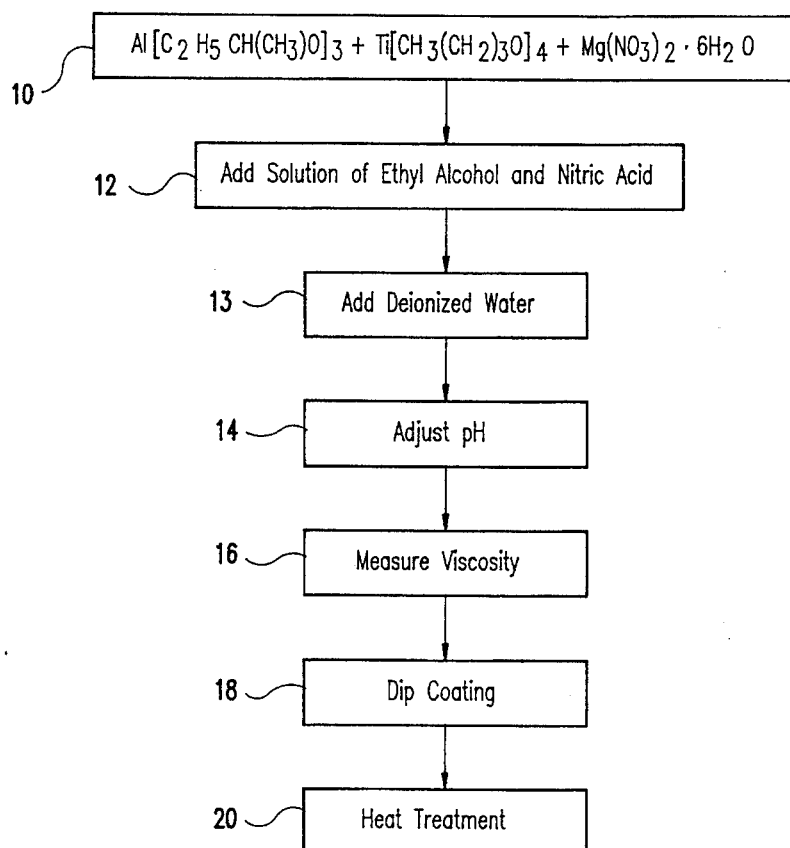 Al[C2H5CH(CH3)O]3 + Ti[CH3(CH2)3O]4 + Mg(NO3)2 · 6H2O
10
12
Add Solution of Ethyl Alcohol and Nitric Acid
13
Add Deionized Water
14
Adjust pH
16
Measure Viscosity
18
Dip Coating
20
Heat Treatment